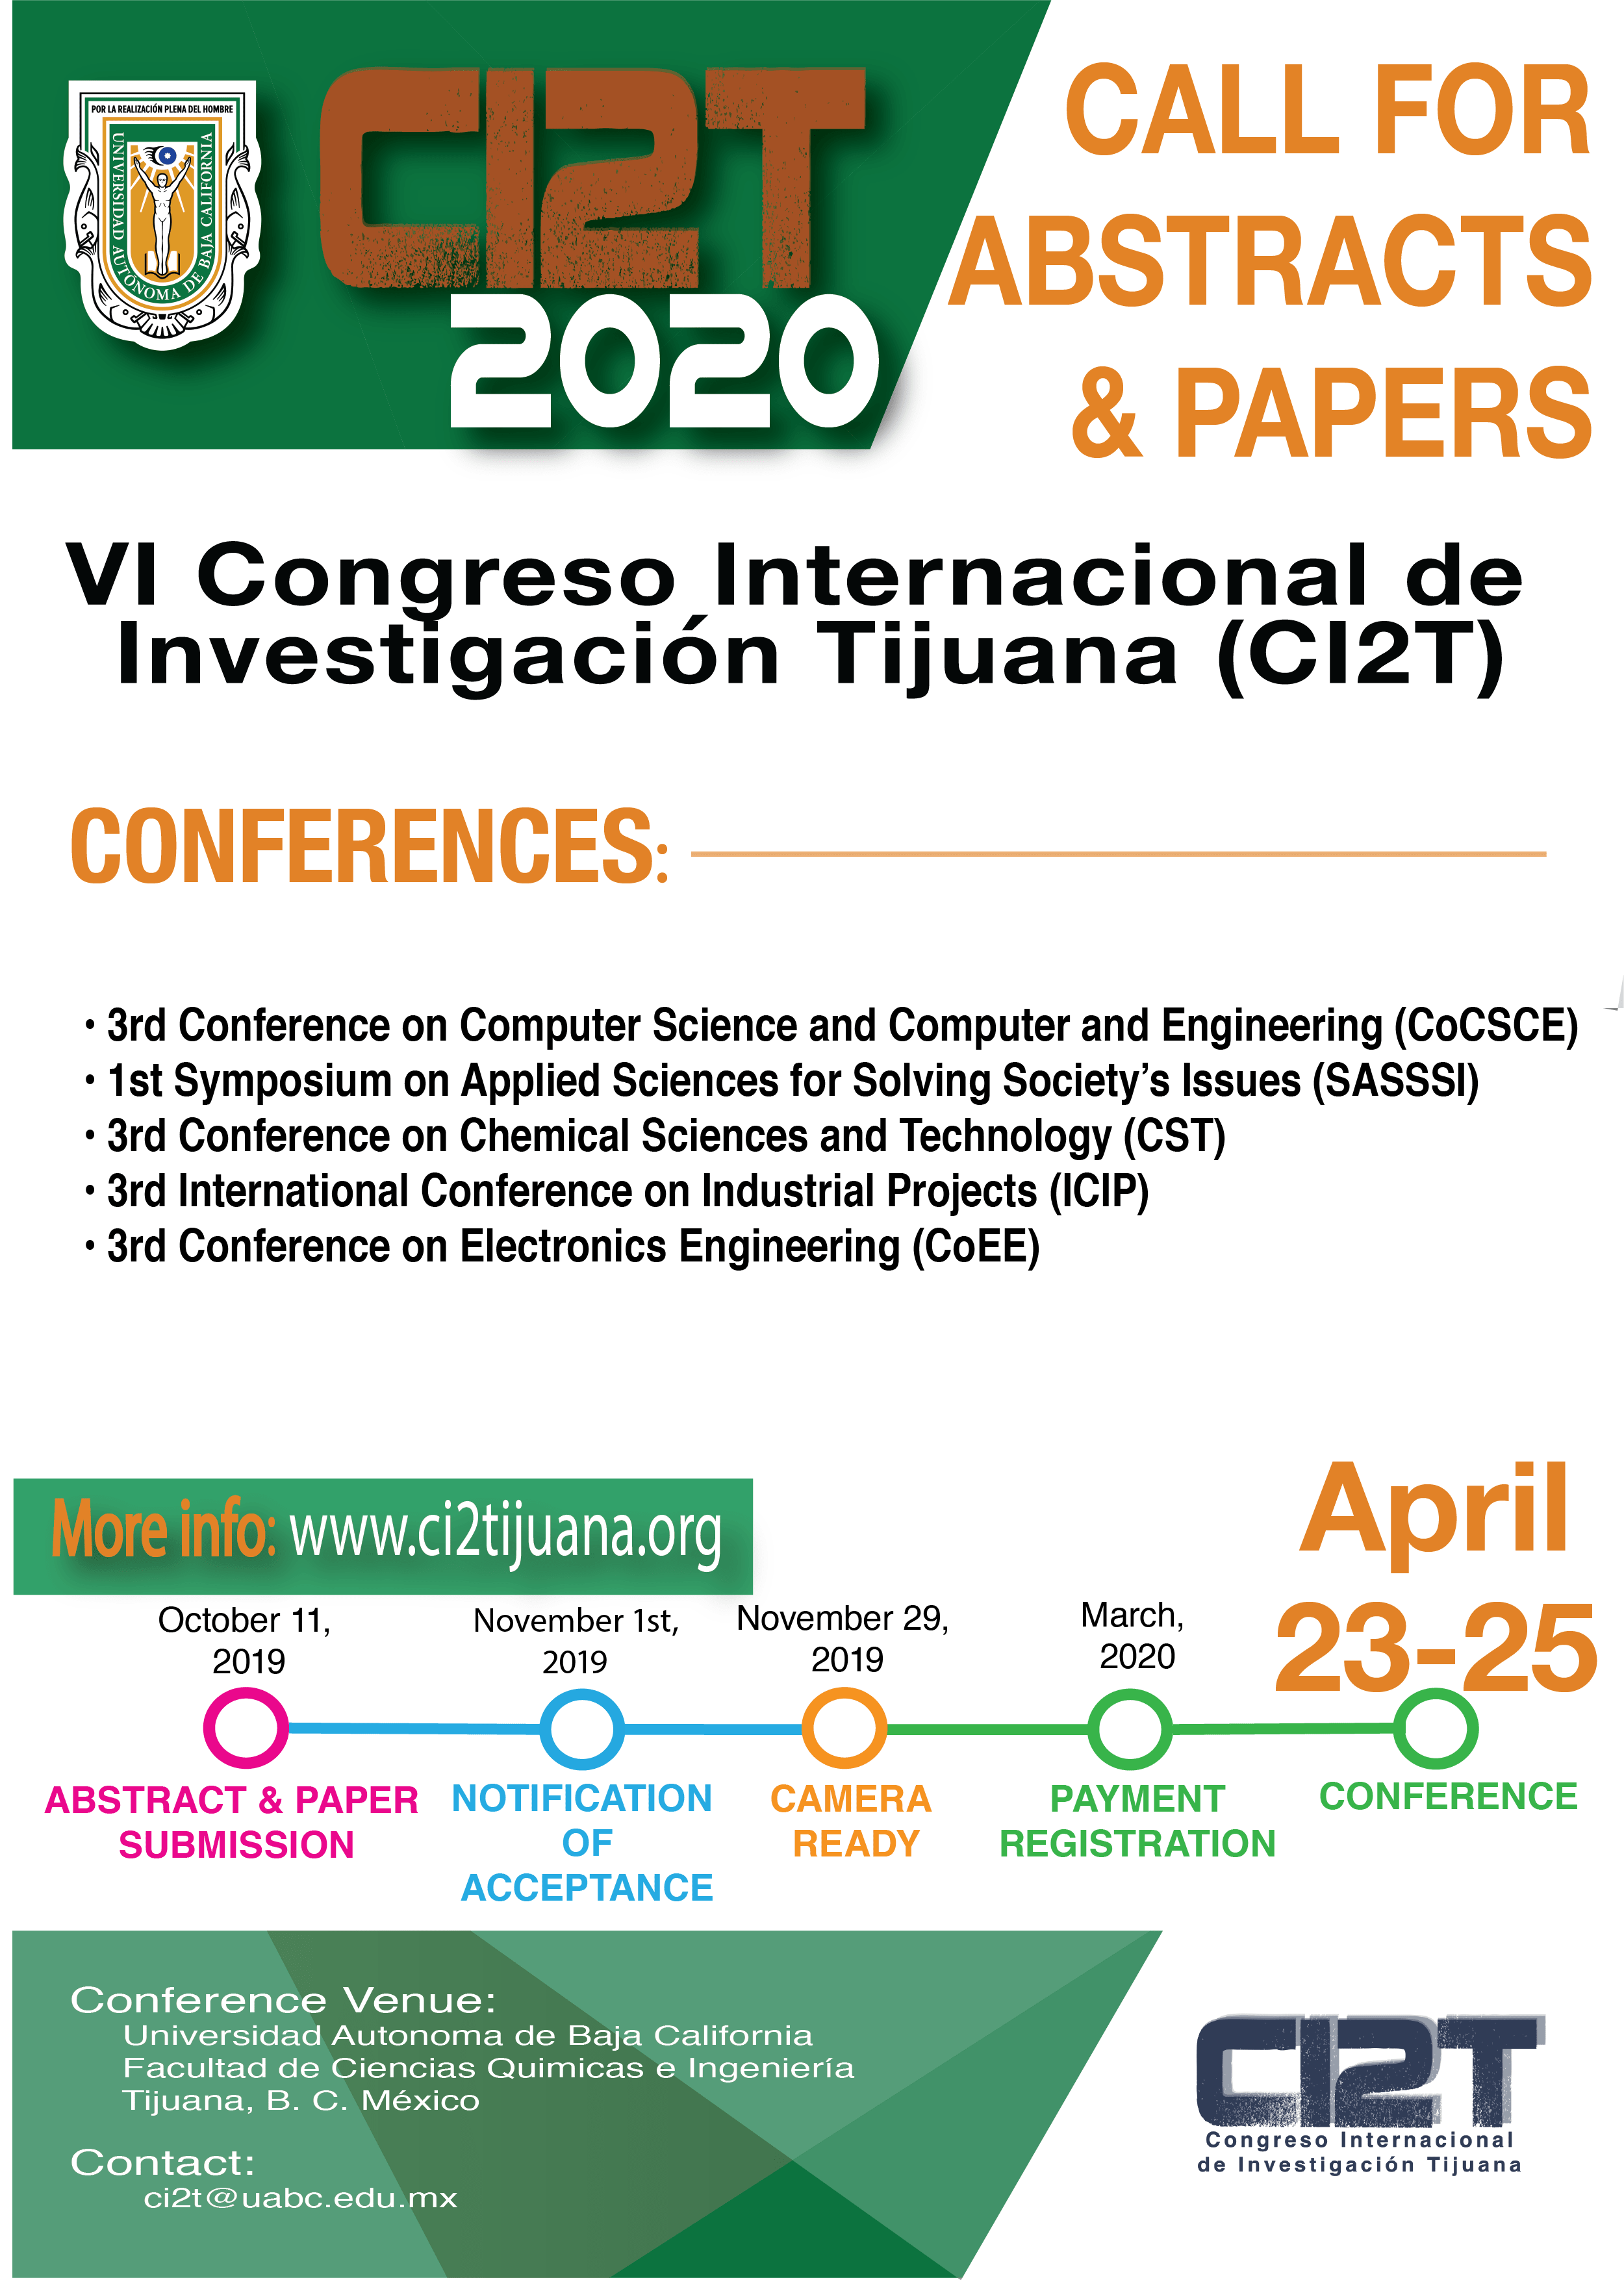 POR LA REALIZACIÓN PLENA DEL HOMBRE
UNIVERSIDAD AUTÓNOMA DE BAJA CALIFORNIA
CI2T
2020
CALL FOR
ABSTRACTS
& PAPERS
VI Congreso Internacional de
Investigación Tijuana (CI2T)
CONFERENCES:
• 3rd Conference on Computer Science and Computer and Engineering (CoCSCE)
• 1st Symposium on Applied Sciences for Solving Society’s Issues (SASSSI)
• 3rd Conference on Chemical Sciences and Technology (CST)
• 3rd International Conference on Industrial Projects (ICIP)
• 3rd Conference on Electronics Engineering (CoEE)
More info: www.ci2tijuana.org
October 11,
2019
ABSTRACT & PAPER
SUBMISSION
November 1st,
2019
NOTIFICATION
OF
ACCEPTANCE
November 29,
2019
CAMERA
READY
March,
2020
PAYMENT
REGISTRATION
April
23-25
CONFERENCE
Conference Venue:
Universidad Autonoma de Baja California
Facultad de Ciencias Quimicas e Ingeniería
Tijuana, B. C. México
Contact:
ci2t@uabc.edu.mx
CI2T
Congreso Internacional
de Investigación Tijuana